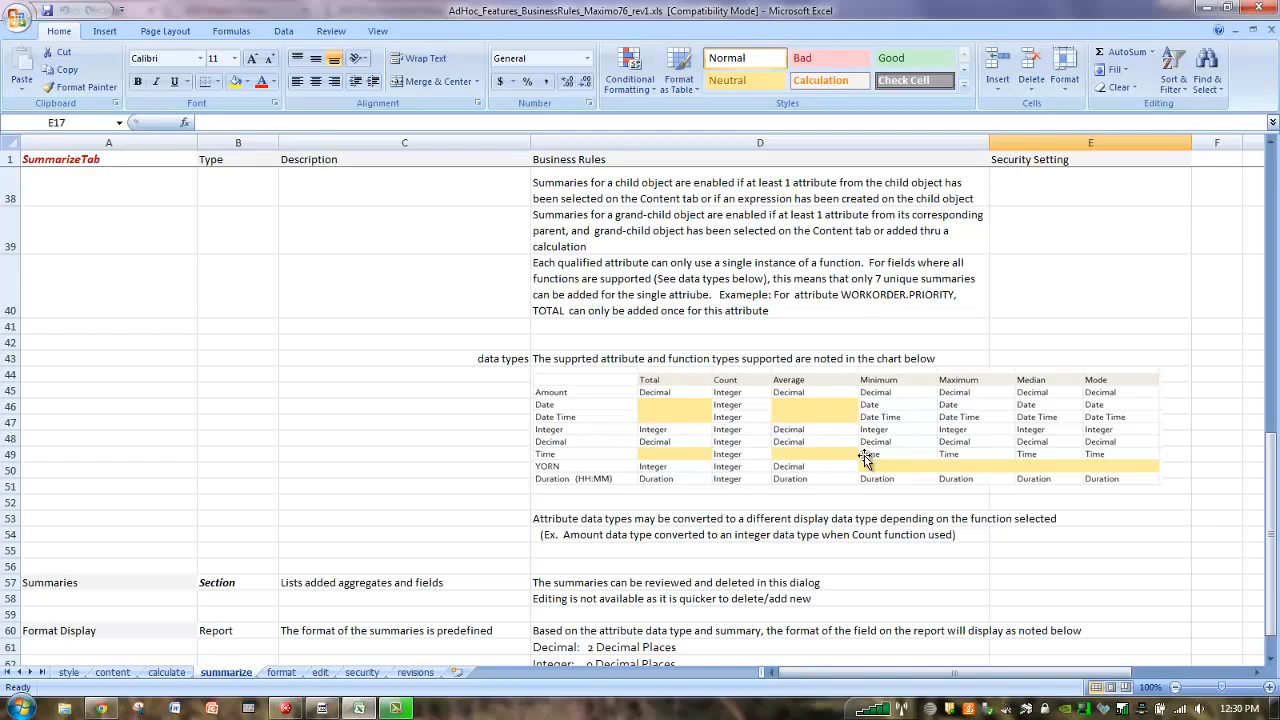 AdHoc_Features_BusinessRules_Maximo76_rev1.xls [Compatibility Mode] - Microsoft Excel
Home Insert Page Layout Formulas Data Review View
Cut
Copy
Format Painter
Paste
Clipboard
Calibri 11
Font
Wrap Text
Merge & Center
Alignment
General
Number
Conditional Formatting
Format as Table
Normal Bad Good
Neutral Calculation Check Cell
Styles
Insert Delete Format
Cells
AutoSum
Fill
Clear
Sort & Filter
Find & Select
Editing
E17 fx
A B C D E F
1 SummarizeTab Type Description Business Rules Security Setting
Summaries for a child object are enabled if at least 1 attribute from the child object has
38 been selected on the Content tab or if an expression has been created on the child object
Summaries for a grand-child object are enabled if at least 1 attribute from its corresponding
parent, and grand-child object has been selected on the Content tab or added thru a
39 calculation
Each qualified attribute can only use a single instance of a function. For fields where all
functions are supported (See data types below), this means that only 7 unique summaries
can be added for the single attriubte. Exameple: For attribute WORKORDER.PRIORITY,
40 TOTAL can only be added once for this attribute
41
42
43 data types The supprted attribute and function types supported are noted in the chart below
44 Total Count Average Minimum Maximum Median Mode
45 Amount Decimal Integer Decimal Decimal Decimal Decimal Decimal
46 Date Integer Date Date Date Date
47 Date Time Integer Date Time Date Time Date Time Date Time
Integer Integer Integer Decimal Integer Integer Integer Integer
48 Decimal Decimal Integer Decimal Decimal Decimal Decimal Decimal
49 Time Integer Time Time Time
50 YORN Integer Integer Decimal
51 Duration (HH:MM) Duration Integer Duration Duration Duration Duration Duration
52
53 Attribute data types may be converted to a different display data type depending on the function selected
54 (Ex. Amount data type converted to an integer data type when Count function used)
55
56
57 Summaries Section Lists added aggregates and fields The summaries can be reviewed and deleted in this dialog
58 Editing is not available as it is quicker to delete/add new
59
60 Format Display Report The format of the summaries is predefined Based on the attribute data type and summary, the format of the field on the report will display as noted below
61 Decimal: 2 Decimal Places
62 Integer: 0 Decimal Places
style content calculate summarize format edit security revisions
Ready 100%
12:30 PM